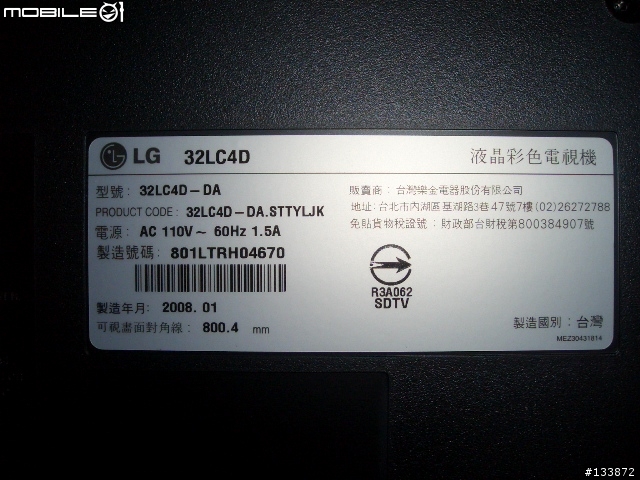 MOBILE01
LG 32LC4D 液晶彩色電視機
型號: 32LC4D-DA
PRODUCT CODE: 32LC4D-DA.STTYLJK
電源: AC 110V~ 60Hz 1.5A
製造號碼: 801LTRH04670
製造年月: 2008. 01
可視畫面對角線: 800.4 mm
販賣商: 台灣樂金電器股份有限公司
地址: 台北市內湖區基湖路3巷47號7樓 (02)26272788
免貼貨物稅證號: 財政部台財稅第800384907號
R3A062
SDTV
製造國別: 台灣
MEZ30431814
#133872